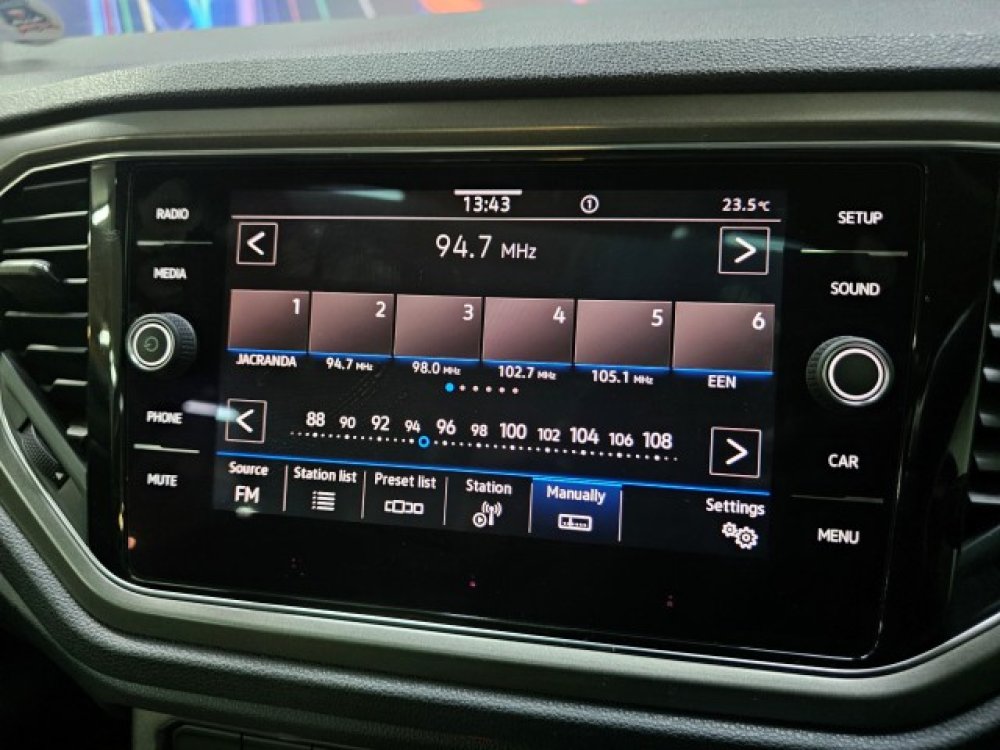 13:43 1 23.5°C
94.7 MHz
1 2 3 4 5 6
JACRANDA 94.7 MHz 98.0 MHz 102.7 MHz 105.1 MHz EEN
88 90 92 94 96 98 100 102 104 106 108
Source Station list Preset list Station Manually Settings
FM
RADIO
MEDIA
PHONE
MUTE
SETUP
SOUND
CAR
MENU